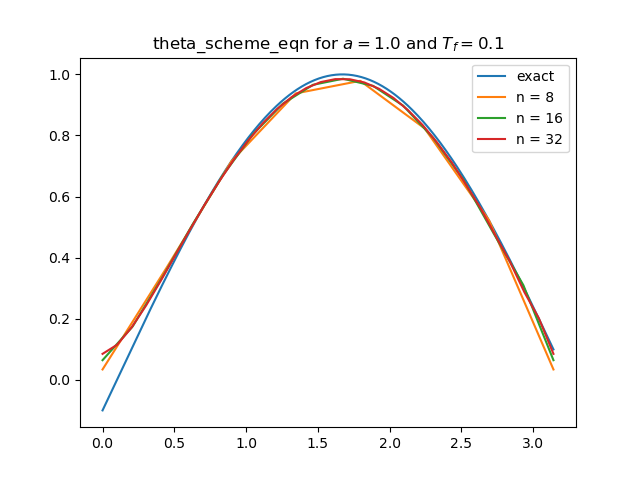 theta_scheme_eqn for a = 1.0 and T_f = 0.1
1.0
0.8
0.6
0.4
0.2
0.0
exact
n = 8
n = 16
n = 32
0.0 0.5 1.0 1.5 2.0 2.5 3.0